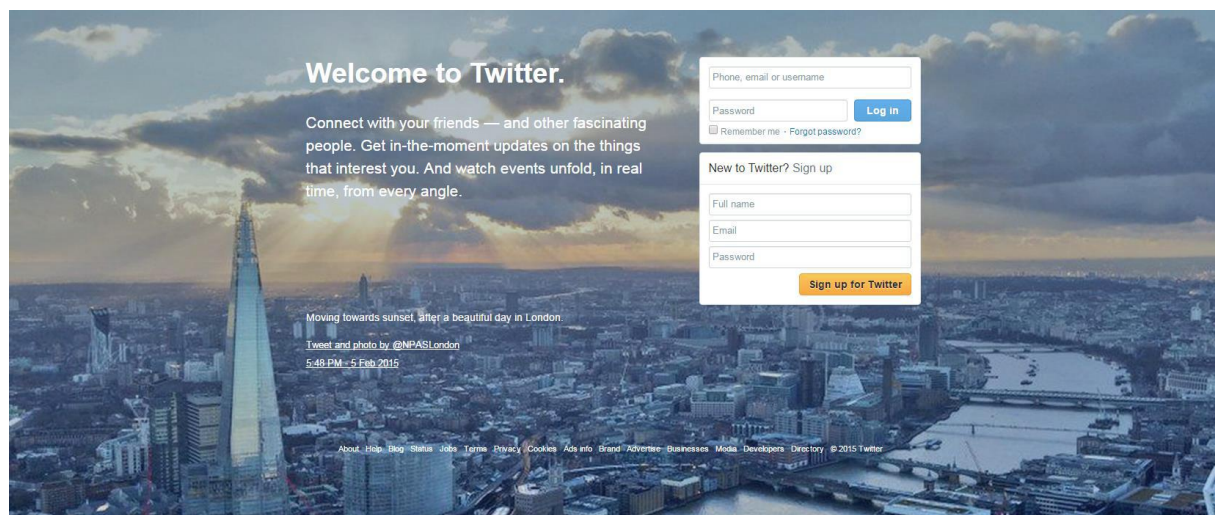 Welcome to Twitter.
Connect with your friends — and other fascinating
people. Get in-the-moment updates on the things
that interest you. And watch events unfold, in real
time, from every angle.
Moving towards sunset, after a beautiful day in London.
Tweet and photo by @NPASLondon
5:48 PM - 5 Feb 2015
Phone, email or username
Password
Log in
Remember me · Forgot password?
New to Twitter? Sign up
Full name
Email
Password
Sign up for Twitter
About Help Blog Status Jobs Terms Privacy Cookies Ads info Brand Advertise Businesses Media Developers Directory © 2015 Twitter